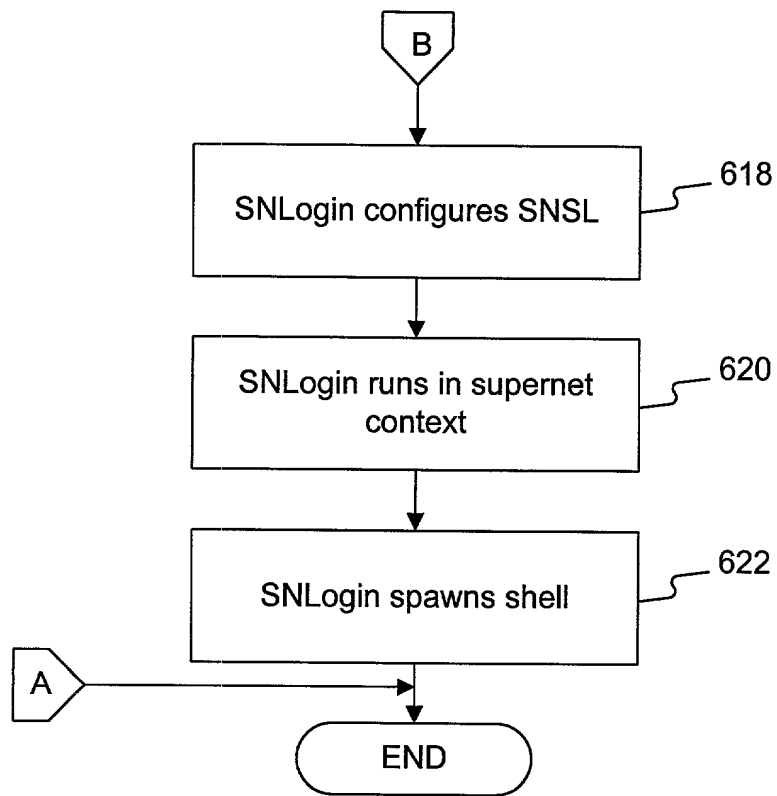 B
SNLogin configures SNSL
618
SNLogin runs in supernet
context
620
SNLogin spawns shell
622
A
END